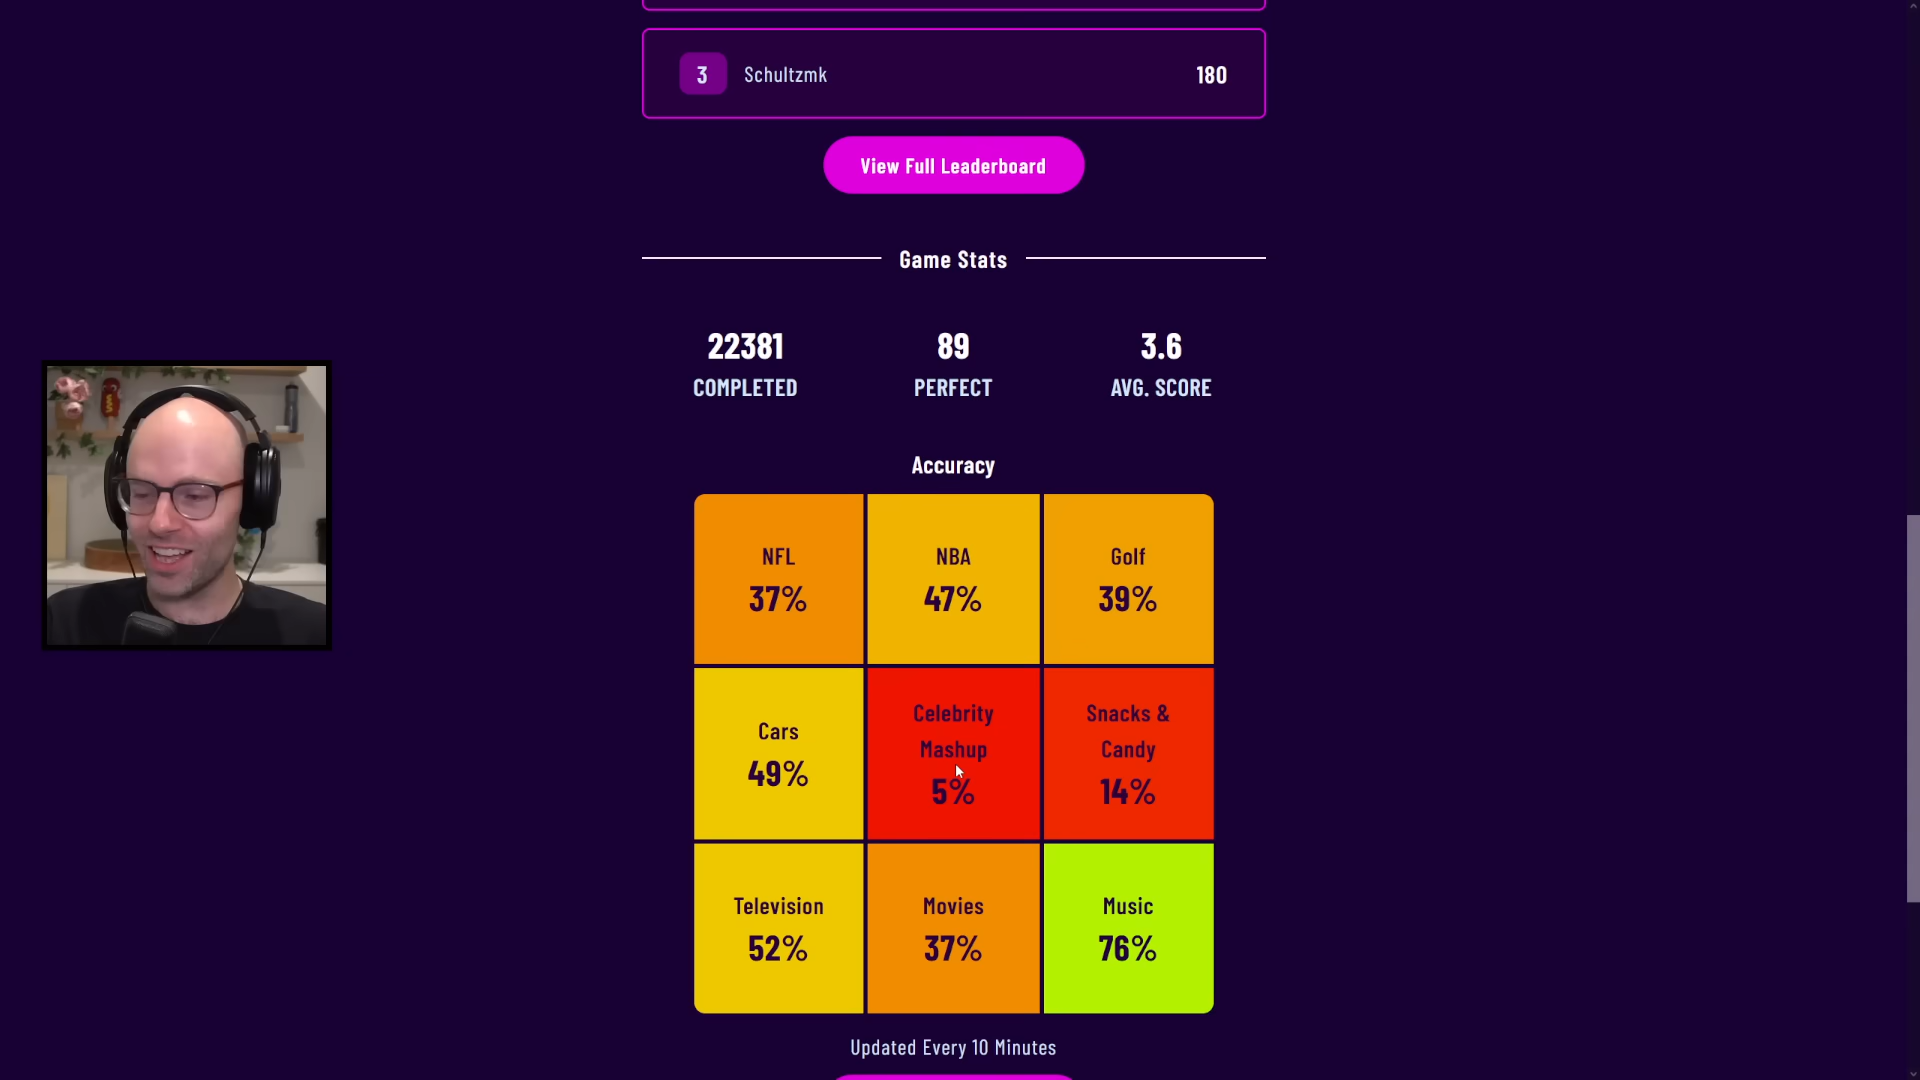 3 Schultzmk 180
View Full Leaderboard
Game Stats
22381 89 3.6
COMPLETED PERFECT AVG. SCORE
Accuracy
NFL NBA Golf
37% 47% 39%
Cars
49%
Celebrity
Mashup
5%
Snacks &
Candy
14%
Television Movies Music
52% 37% 76%
Updated Every 10 Minutes